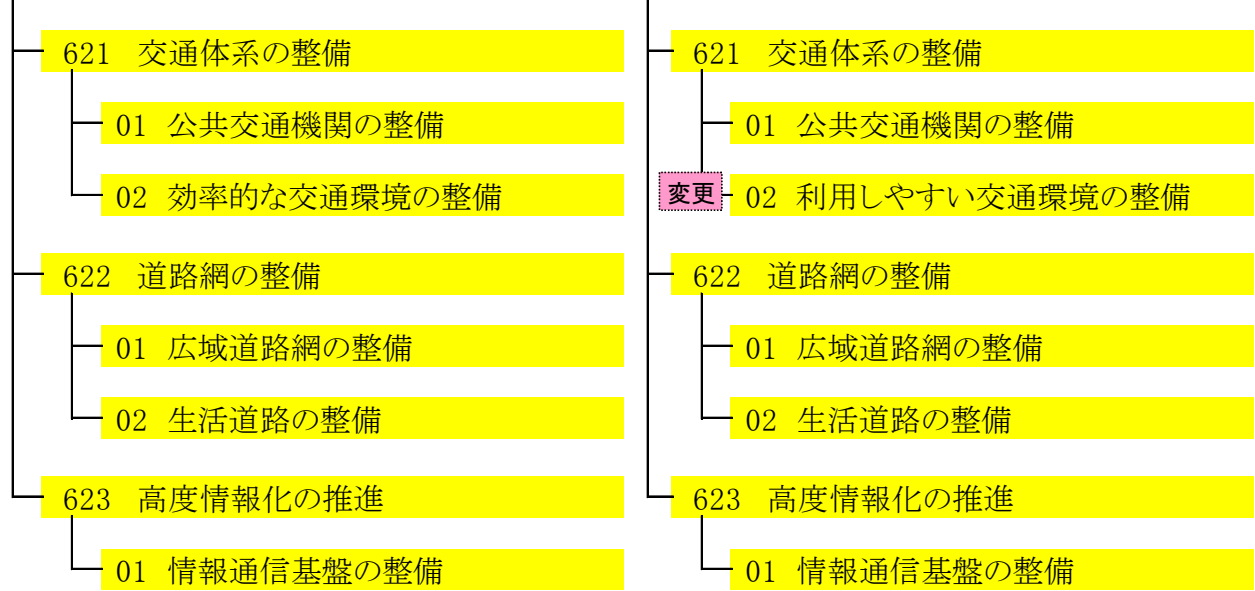 621 交通体系の整備
01 公共交通機関の整備
02 効率的な交通環境の整備
622 道路網の整備
01 広域道路網の整備
02 生活道路の整備
623 高度情報化の推進
01 情報通信基盤の整備
621 交通体系の整備
01 公共交通機関の整備
変更 02 利用しやすい交通環境の整備
622 道路網の整備
01 広域道路網の整備
02 生活道路の整備
623 高度情報化の推進
01 情報通信基盤の整備